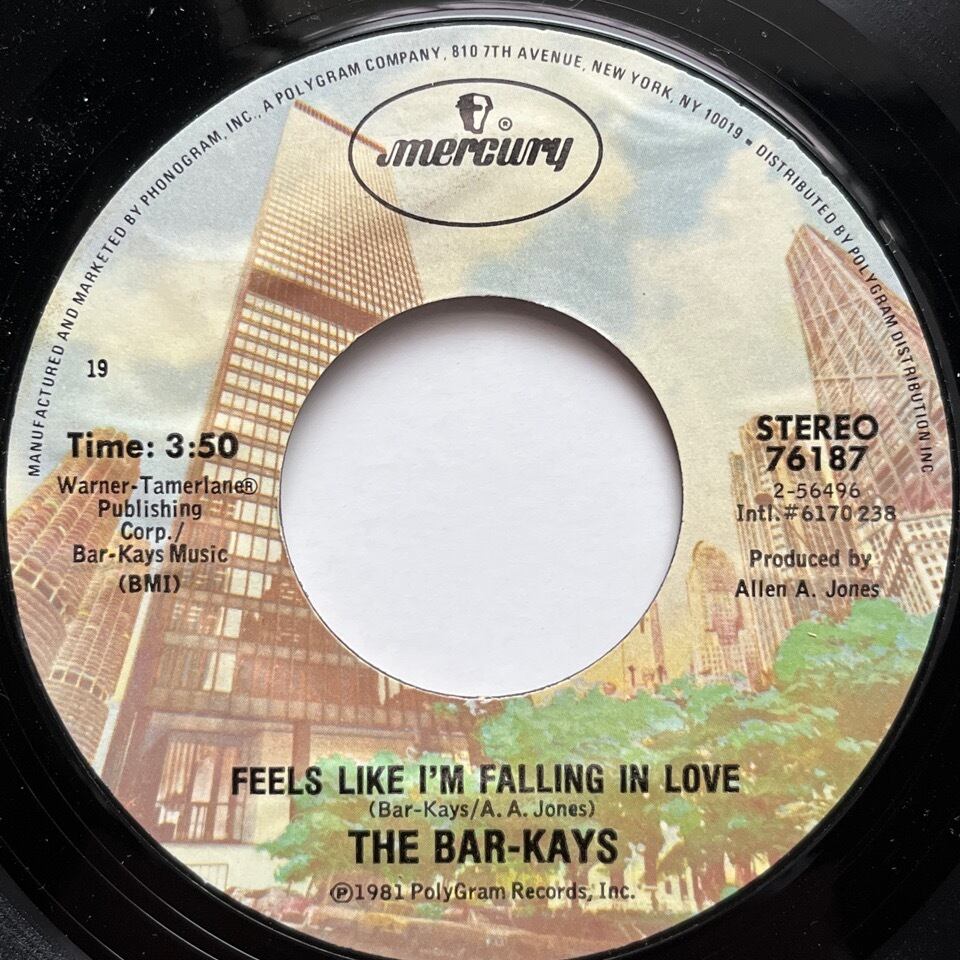 MANUFACTURED AND MARKETED BY PHONOGRAM, INC., A POLYGRAM COMPANY, 810 7TH AVENUE, NEW YORK, NY 10019 ▪ DISTRIBUTED BY POLYGRAM DISTRIBUTION INC
®
mercury
19
Time: 3:50
Warner-Tamerlane®
Publishing
Corp./
Bar-Kays Music
(BMI)
STEREO
76187
2-56496
Intl.#6170 238
Produced by
Allen A. Jones
FEELS LIKE I'M FALLING IN LOVE
(Bar-Kays/A. A. Jones)
THE BAR-KAYS
Ⓟ1981 PolyGram Records, Inc.